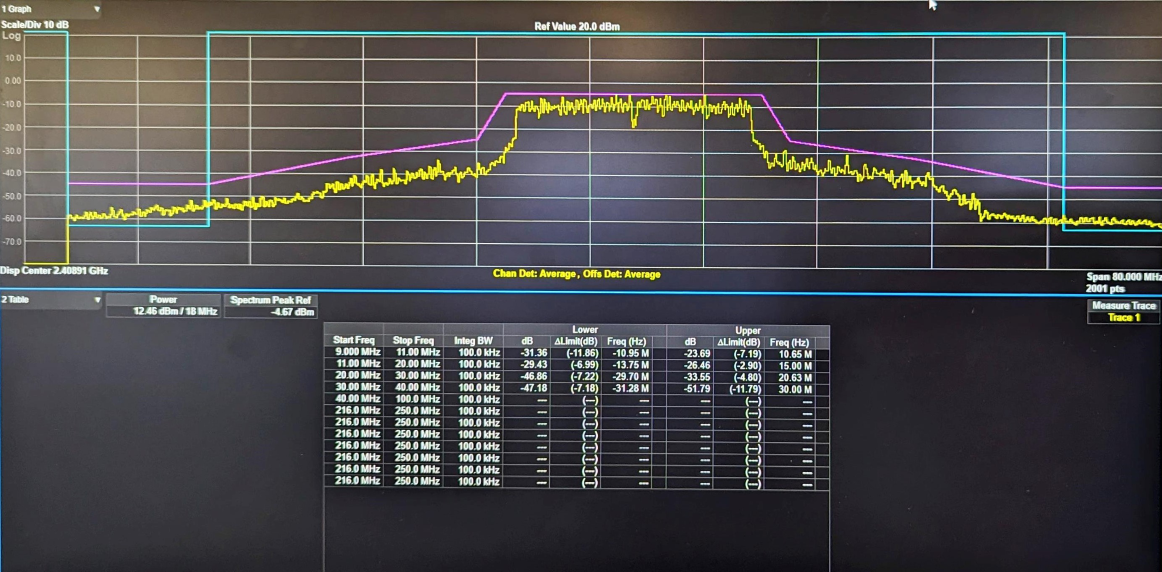 1 Graph
Scale/Div 10 dB
Ref Value 20.0 dBm
Log
10.0
0.00
-10.0
-20.0
-30.0
-40.0
-50.0
-60.0
-70.0
Disp Center 2.40891 GHz
Chan Det: Average, Offs Det: Average
Span 80.000 MHz
2001 pts
2 Table
Power
12.46 dBm / 18 MHz
Spectrum Peak Ref
-4.67 dBm
Measure Trace
Trace 1
Lower Upper
Start Freq Stop Freq Integ BW dB ΔLimit(dB) Freq (Hz) dB ΔLimit(dB) Freq (Hz)
9.000 MHz 11.00 MHz 100.0 kHz -31.36 (-11.86) -10.95 M -23.69 (-7.19) 10.65 M
11.00 MHz 20.00 MHz 100.0 kHz -29.43 (-6.99) -13.75 M -26.46 (-2.90) 15.00 M
20.00 MHz 30.00 MHz 100.0 kHz -46.86 (-7.22) -29.70 M -33.55 (-4.80) 20.63 M
30.00 MHz 40.00 MHz 100.0 kHz -47.18 (-7.18) -31.28 M -51.79 (-11.79) 30.00 M
40.00 MHz 100.0 MHz 100.0 kHz --- (---) --- --- (---) ---
216.0 MHz 250.0 MHz 100.0 kHz --- (---) --- --- (---) ---
216.0 MHz 250.0 MHz 100.0 kHz --- (---) --- --- (---) ---
216.0 MHz 250.0 MHz 100.0 kHz --- (---) --- --- (---) ---
216.0 MHz 250.0 MHz 100.0 kHz --- (---) --- --- (---) ---
216.0 MHz 250.0 MHz 100.0 kHz --- (---) --- --- (---) ---
216.0 MHz 250.0 MHz 100.0 kHz --- (---) --- --- (---) ---
216.0 MHz 250.0 MHz 100.0 kHz --- (---) --- --- (---) ---